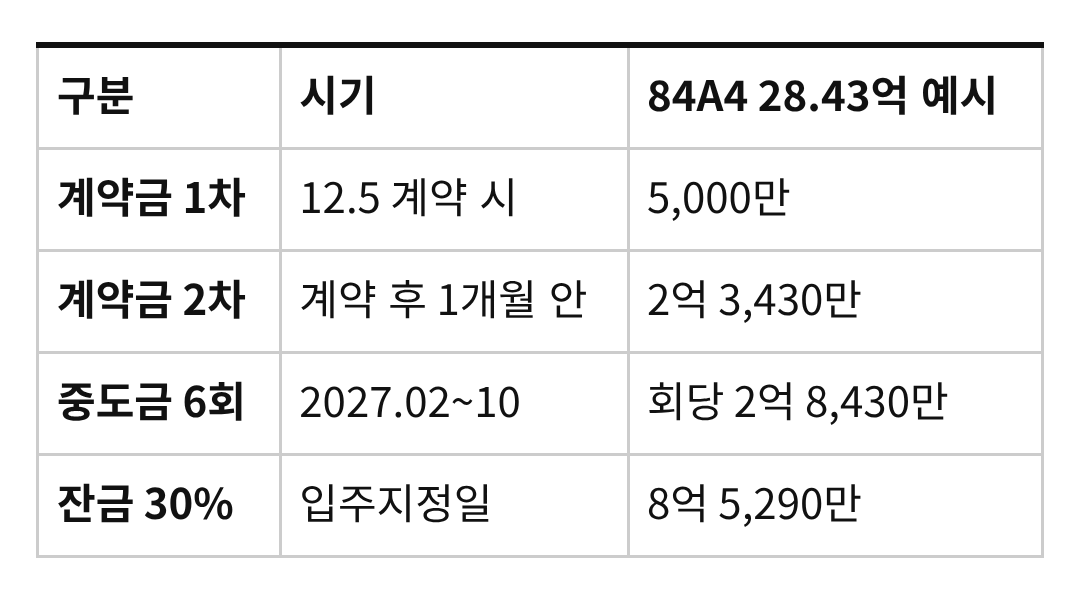 구분 시기 84A4 28.43억 예시
계약금 1차 12.5 계약 시 5,000만
계약금 2차 계약 후 1개월 안 2억 3,430만
중도금 6회 2027.02~10 회당 2억 8,430만
잔금 30% 입주지정일 8억 5,290만